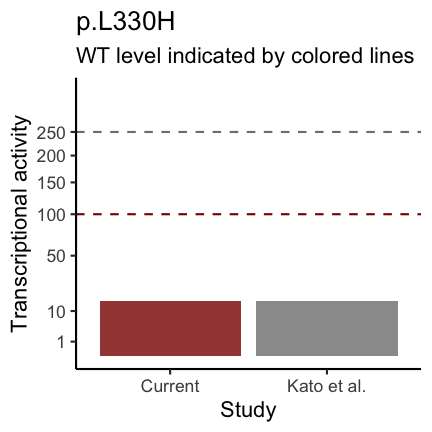 p.L330H
WT level indicated by colored lines
Transcriptional activity
250
200
150
100
50
10
1
Current
Kato et al.
Study